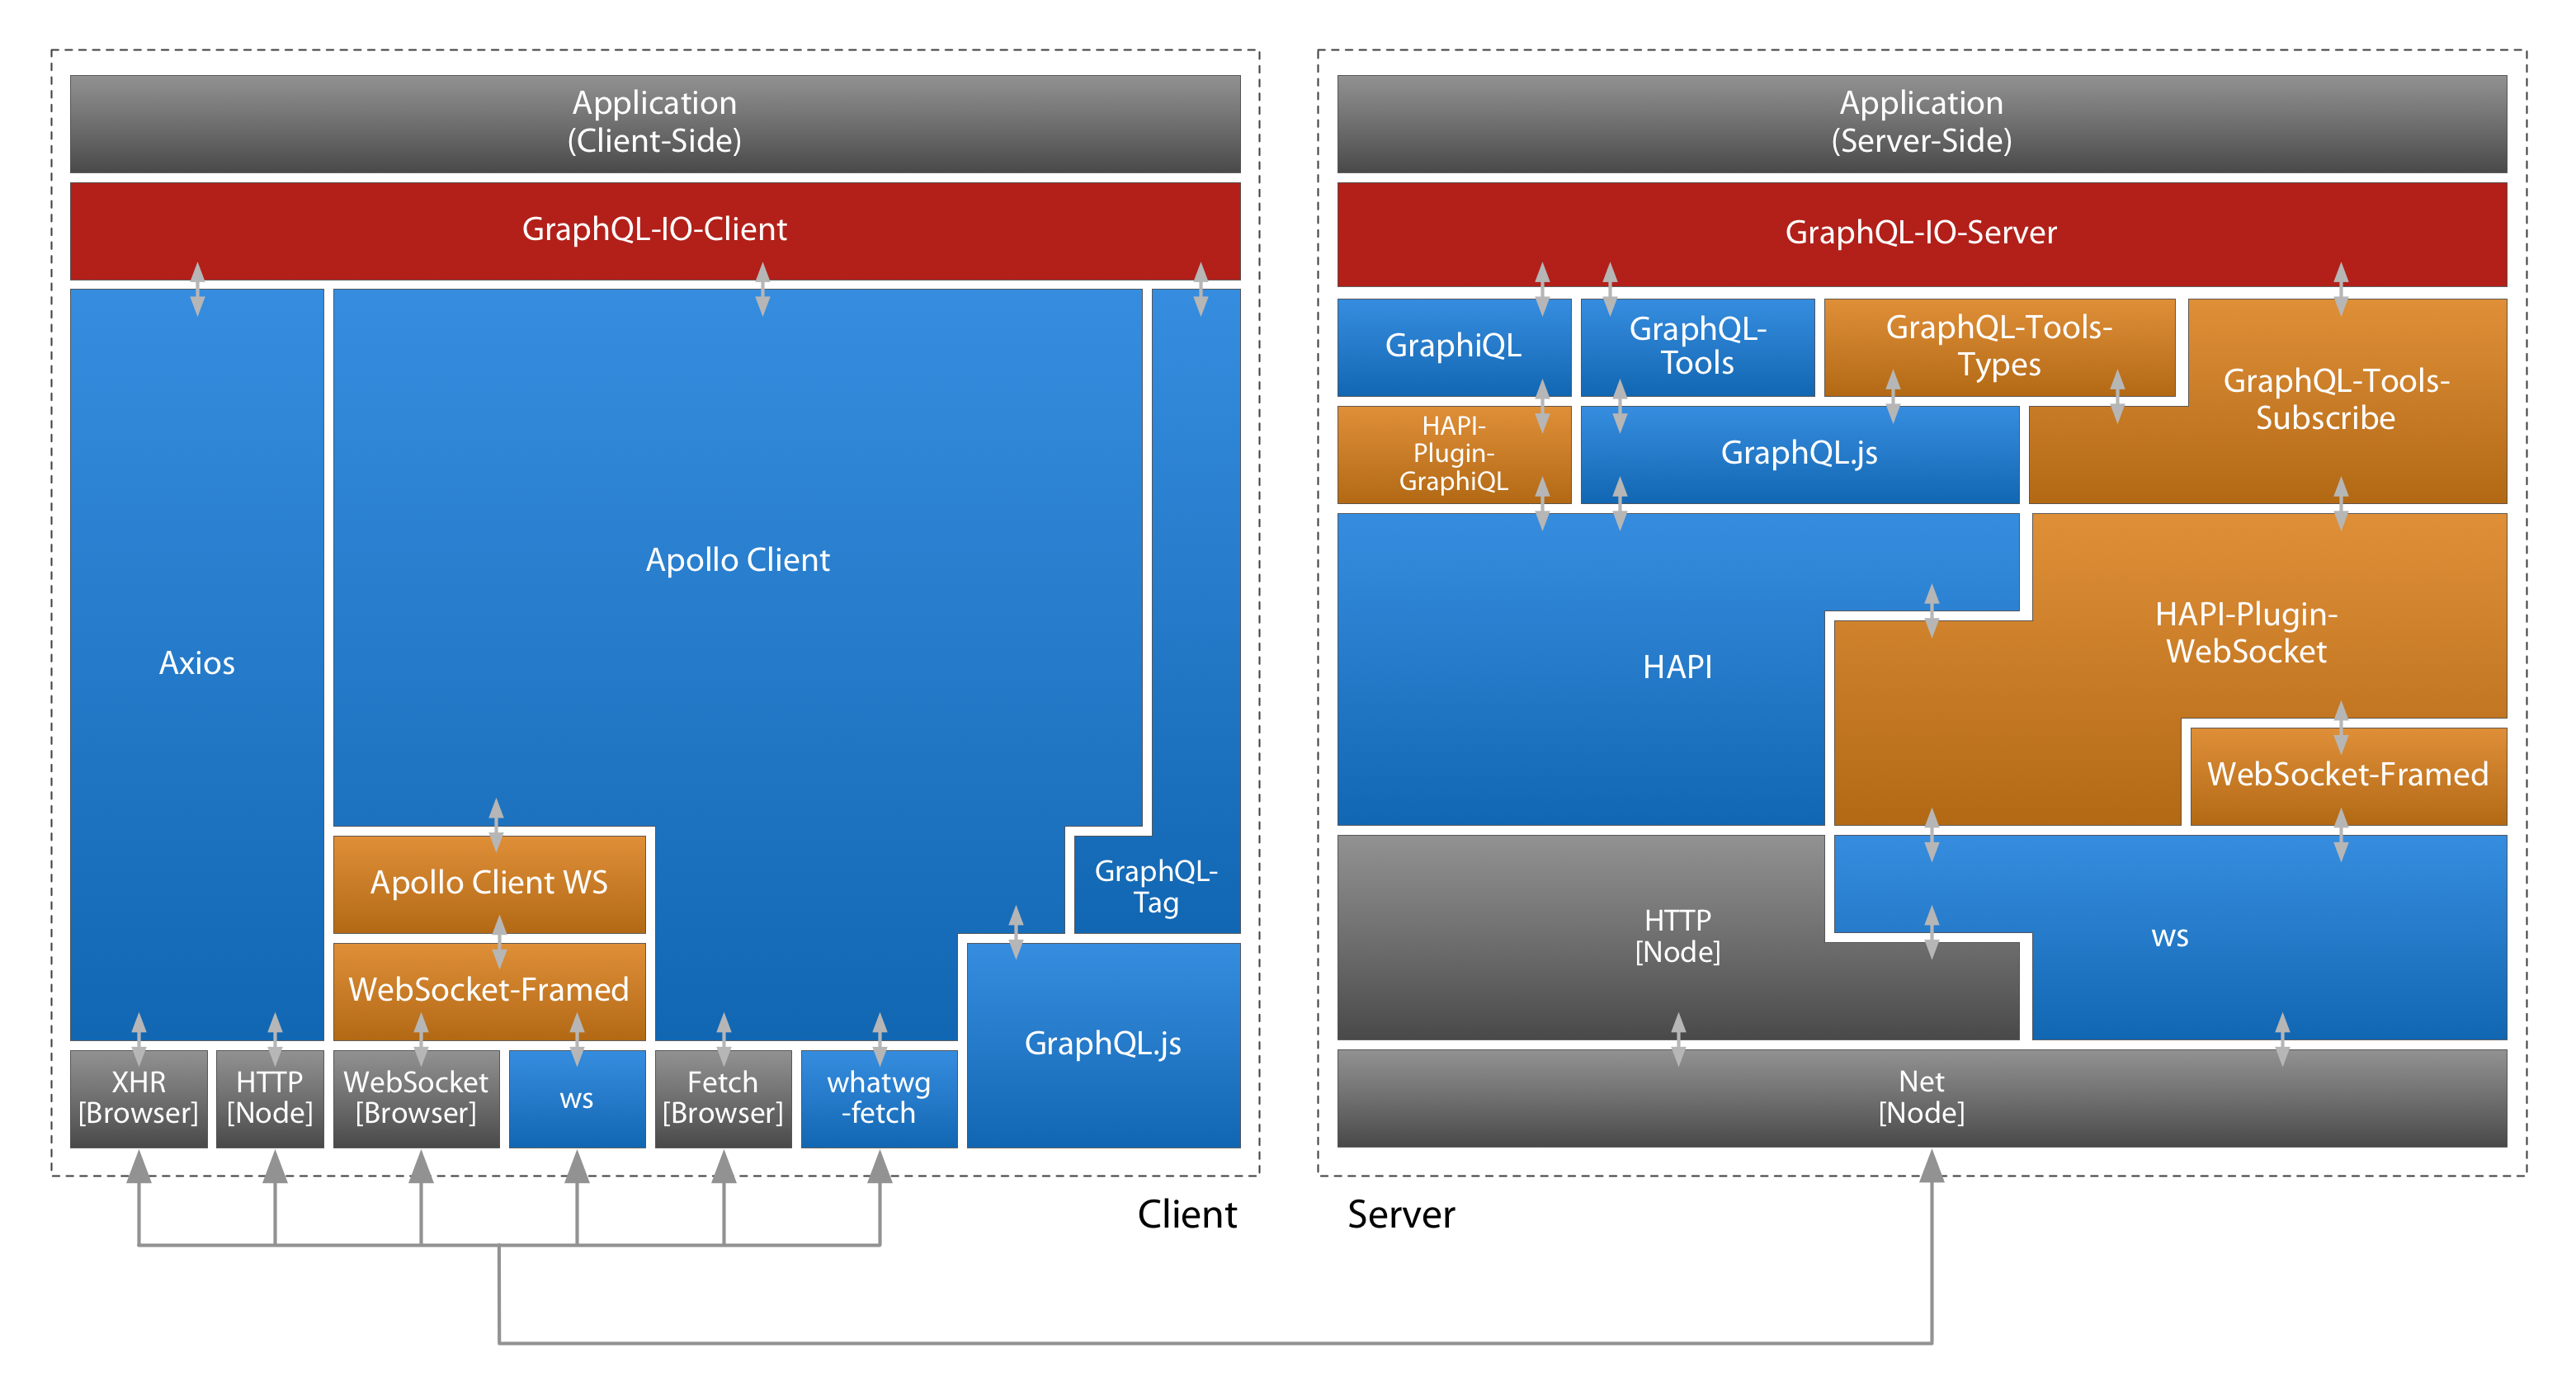 Application
(Client-Side)
GraphQL-IO-Client
Axios
Apollo Client
GraphQL-
Tag
Apollo Client WS
WebSocket-Framed
GraphQL.js
XHR
[Browser]
HTTP
[Node]
WebSocket
[Browser]
ws
Fetch
[Browser]
whatwg
-fetch
Client
Application
(Server-Side)
GraphQL-IO-Server
GraphiQL
GraphQL-
Tools
GraphQL-Tools-
Types
GraphQL-Tools-
Subscribe
HAPI-
Plugin-
GraphiQL
GraphQL.js
HAPI
HAPI-Plugin-
WebSocket
WebSocket-Framed
HTTP
[Node]
ws
Net
[Node]
Server